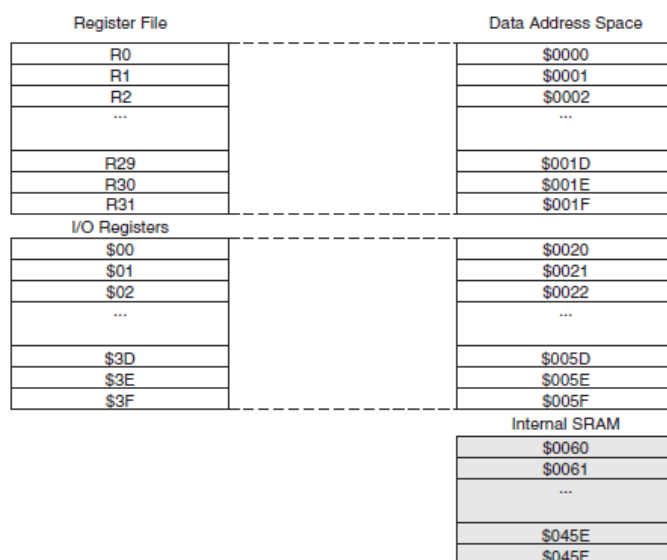 Register File Data Address Space
R0 $0000
R1 $0001
R2 $0002
... ...
R29 $001D
R30 $001E
R31 $001F
I/O Registers
$00 $0020
$01 $0021
$02 $0022
... ...
$3D $005D
$3E $005E
$3F $005F
Internal SRAM
$0060
$0061
...
$045E
$045F